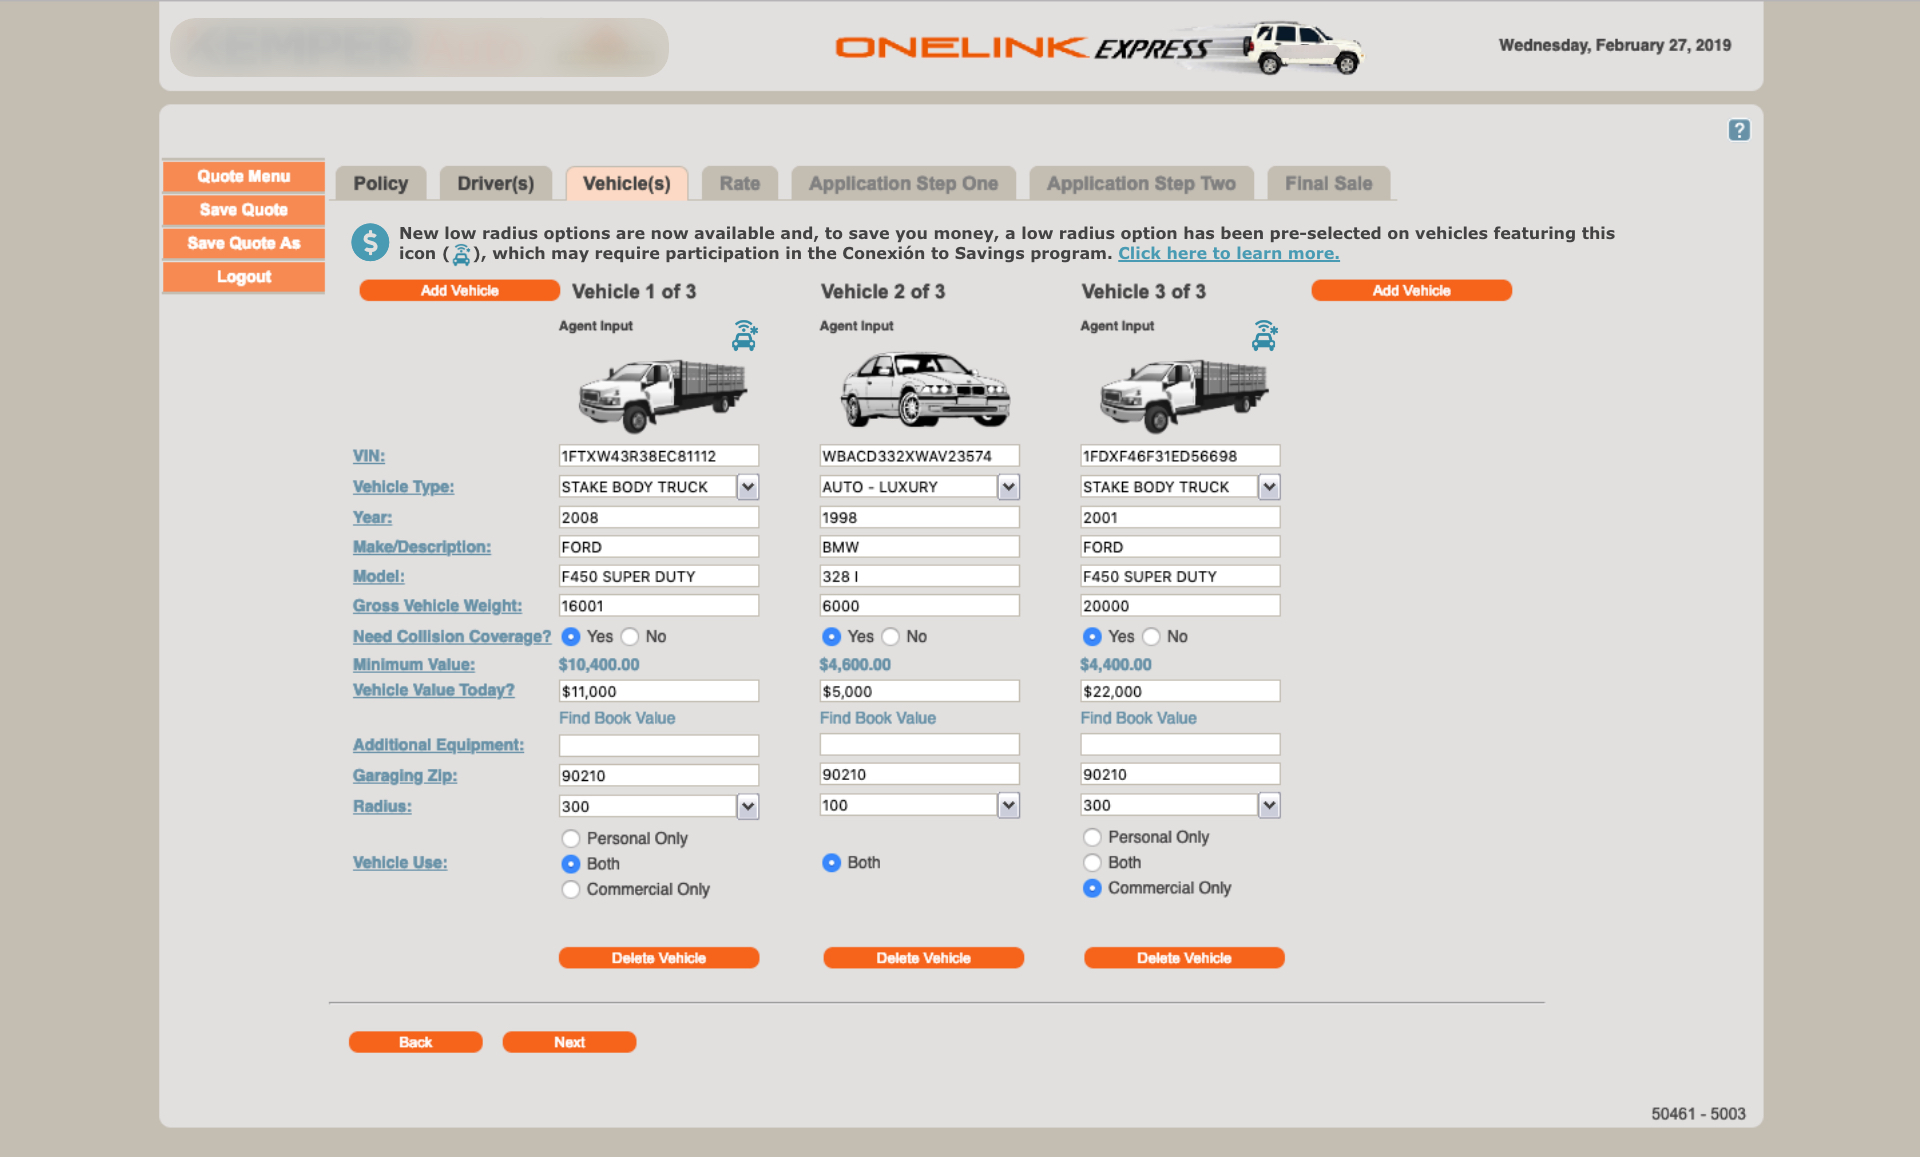 ONELINK EXPRESS
Wednesday, February 27, 2019
?
Quote Menu
Save Quote
Save Quote As
Logout
Policy Driver(s) Vehicle(s) Rate Application Step One Application Step Two Final Sale
$ New low radius options are now available and, to save you money, a low radius option has been pre-selected on vehicles featuring this
icon ( ), which may require participation in the Conexión to Savings program. Click here to learn more.
Add Vehicle Vehicle 1 of 3 Vehicle 2 of 3 Vehicle 3 of 3 Add Vehicle
Agent Input Agent Input Agent Input
VIN: 1FTXW43R38EC81112 WBACD332XWAV23574 1FDXF46F31ED56698
Vehicle Type: STAKE BODY TRUCK AUTO - LUXURY STAKE BODY TRUCK
Year: 2008 1998 2001
Make/Description: FORD BMW FORD
Model: F450 SUPER DUTY 328 I F450 SUPER DUTY
Gross Vehicle Weight: 16001 6000 20000
Need Collision Coverage? Yes No Yes No Yes No
Minimum Value: $10,400.00 $4,600.00 $4,400.00
Vehicle Value Today? $11,000 $5,000 $22,000
Find Book Value Find Book Value Find Book Value
Additional Equipment:
Garaging Zip: 90210 90210 90210
Radius: 300 100 300
Personal Only Personal Only
Vehicle Use: Both Both Both
Commercial Only Commercial Only
Delete Vehicle Delete Vehicle Delete Vehicle
Back Next
50461 - 5003